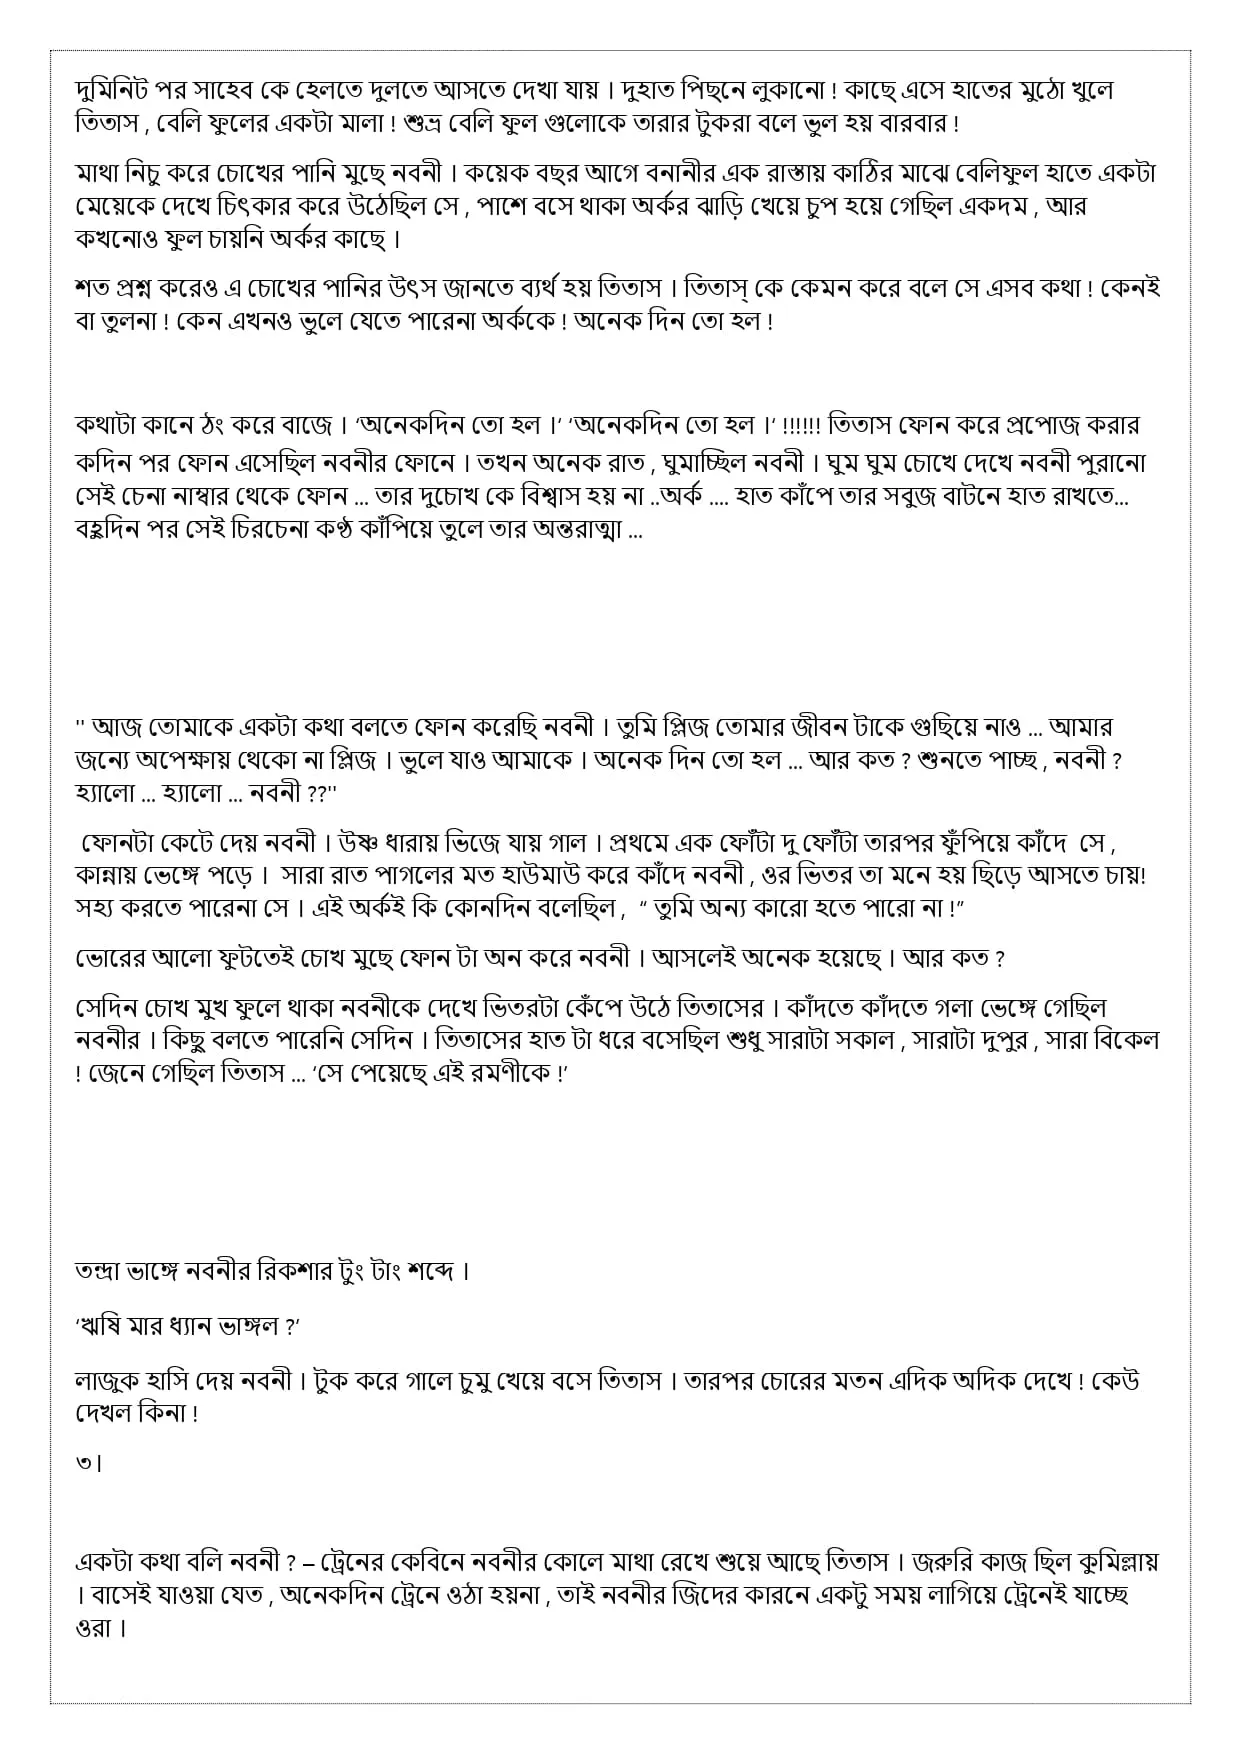 দুমিনিট পর সাহেব কে হেলতে দুলতে আসতে দেখা যায় । দুহাত পিছনে লুকানো ! কাছে এসে হাতের মুঠো খুলে
তিতাস , বেলি ফুলের একটা মালা ! শুভ্র বেলি ফুল গুলোকে তারার টুকরা বলে ভুল হয় বারবার !
মাথা নিচু করে চোখের পানি মুছে নবনী । কয়েক বছর আগে বনানীর এক রাস্তায় কাঠির মাঝে বেলিফুল হাতে একটা
মেয়েকে দেখে চিৎকার করে উঠেছিল সে , পাশে বসে থাকা অর্কর ঝাড়ি খেয়ে চুপ হয়ে গেছিল একদম , আর
কখনোও ফুল চায়নি অর্কর কাছে ।
শত প্রশ্ন করেও এ চোখের পানির উৎস জানতে ব্যর্থ হয় তিতাস । তিতাস্ কে কেমন করে বলে সে এসব কথা ! কেনই
বা তুলনা ! কেন এখনও ভুলে যেতে পারেনা অর্ককে ! অনেক দিন তো হল !
কথাটা কানে ঠং করে বাজে । ‘অনেকদিন তো হল ।’ ‘অনেকদিন তো হল ।’ !!!!!! তিতাস ফোন করে প্রপোজ করার
কদিন পর ফোন এসেছিল নবনীর ফোনে । তখন অনেক রাত , ঘুমাচ্ছিল নবনী । ঘুম ঘুম চোখে দেখে নবনী পুরানো
সেই চেনা নাম্বার থেকে ফোন ... তার দুচোখ কে বিশ্বাস হয় না ..অর্ক .... হাত কাঁপে তার সবুজ বাটনে হাত রাখতে...
বহুদিন পর সেই চিরচেনা কণ্ঠ কাঁপিয়ে তুলে তার অন্তরাত্মা ...
'' আজ তোমাকে একটা কথা বলতে ফোন করেছি নবনী । তুমি প্লিজ তোমার জীবন টাকে গুছিয়ে নাও ... আমার
জন্যে অপেক্ষায় থেকো না প্লিজ । ভুলে যাও আমাকে । অনেক দিন তো হল ... আর কত ? শুনতে পাচ্ছ , নবনী ?
হ্যালো ... হ্যালো ... নবনী ??''
ফোনটা কেটে দেয় নবনী । উষ্ণ ধারায় ভিজে যায় গাল । প্রথমে এক ফোঁটা দু ফোঁটা তারপর ফুঁপিয়ে কাঁদে সে ,
কান্নায় ভেঙ্গে পড়ে । সারা রাত পাগলের মত হাউমাউ করে কাঁদে নবনী , ওর ভিতর তা মনে হয় ছিড়ে আসতে চায়!
সহ্য করতে পারেনা সে । এই অর্কই কি কোনদিন বলেছিল , “ তুমি অন্য কারো হতে পারো না !”
ভোরের আলো ফুটতেই চোখ মুছে ফোন টা অন করে নবনী । আসলেই অনেক হয়েছে । আর কত ?
সেদিন চোখ মুখ ফুলে থাকা নবনীকে দেখে ভিতরটা কেঁপে উঠে তিতাসের । কাঁদতে কাঁদতে গলা ভেঙ্গে গেছিল
নবনীর । কিছু বলতে পারেনি সেদিন । তিতাসের হাত টা ধরে বসেছিল শুধু সারাটা সকাল , সারাটা দুপুর , সারা বিকেল
! জেনে গেছিল তিতাস ... ‘সে পেয়েছে এই রমণীকে !’
তন্দ্রা ভাঙ্গে নবনীর রিকশার টুং টাং শব্দে ।
‘ঋষি মার ধ্যান ভাঙ্গল ?’
লাজুক হাসি দেয় নবনী । টুক করে গালে চুমু খেয়ে বসে তিতাস । তারপর চোরের মতন এদিক অদিক দেখে ! কেউ
দেখল কিনা !
৩।
একটা কথা বলি নবনী ? – ট্রেনের কেবিনে নবনীর কোলে মাথা রেখে শুয়ে আছে তিতাস । জরুরি কাজ ছিল কুমিল্লায়
। বাসেই যাওয়া যেত , অনেকদিন ট্রেনে ওঠা হয়না , তাই নবনীর জিদের কারনে একটু সময় লাগিয়ে ট্রেনেই যাচ্ছে
ওরা ।